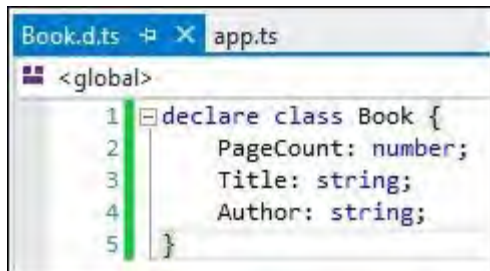 Book.d.ts app.ts
<global>
1 declare class Book {
2 PageCount: number;
3 Title: string;
4 Author: string;
5 }